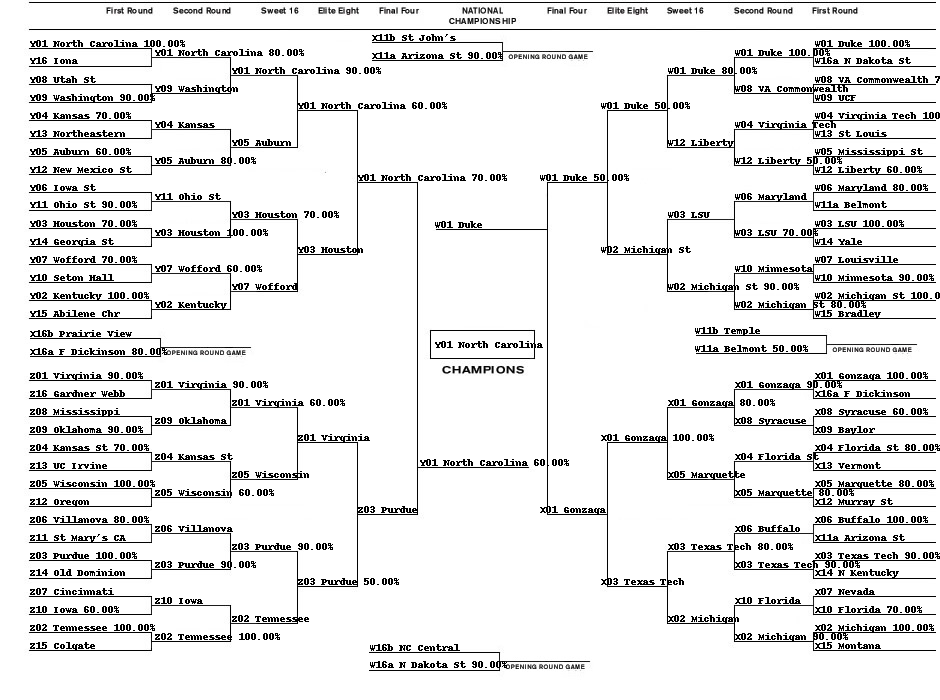 First Round Second Round Sweet 16 Elite Eight Final Four NATIONAL CHAMPIONSHIP Final Four Elite Eight Sweet 16 Second Round First Round
Y01 North Carolina 100.00%
Y16 Iona
Y08 Utah St
Y09 Washington 90.00%
Y04 Kansas 70.00%
Y13 Northeastern
Y05 Auburn 60.00%
Y12 New Mexico St
Y06 Iowa St
Y11 Ohio St 90.00%
Y03 Houston 70.00%
Y14 Georgia St
Y07 Wofford 70.00%
Y10 Seton Hall
Y02 Kentucky 100.00%
Y15 Abilene Chr
X16b Prairie View
X16a F Dickinson 80.00%
OPENING ROUND GAME
Z01 Virginia 90.00%
Z16 Gardner Webb
Z08 Mississippi
Z09 Oklahoma 90.00%
Z04 Kansas St 70.00%
Z13 UC Irvine
Z05 Wisconsin 100.00%
Z12 Oregon
Z06 Villanova 80.00%
Z11 St Mary's CA
Z03 Purdue 100.00%
Z14 Old Dominion
Z07 Cincinnati
Z10 Iowa 60.00%
Z02 Tennessee 100.00%
Z15 Colgate
Y01 North Carolina 80.00%
Y09 Washington
Y04 Kansas
Y05 Auburn 80.00%
Y11 Ohio St
Y03 Houston 100.00%
Y07 Wofford 60.00%
Y02 Kentucky
Z01 Virginia 90.00%
Z09 Oklahoma
Z04 Kansas St
Z05 Wisconsin 60.00%
Z06 Villanova
Z03 Purdue 90.00%
Z10 Iowa
Z02 Tennessee 100.00%
Y01 North Carolina 90.00%
Y05 Auburn
Y03 Houston 70.00%
Y07 Wofford
Z01 Virginia 60.00%
Z05 Wisconsin
Z03 Purdue 90.00%
Z02 Tennessee
Y01 North Carolina 60.00%
Y03 Houston
Z01 Virginia
Z03 Purdue 50.00%
Y01 North Carolina 70.00%
Z03 Purdue
X11b St John's
X11a Arizona St 90.00%
OPENING ROUND GAME
W01 Duke
Y01 North Carolina
CHAMPIONS
Y01 North Carolina 60.00%
W16b NC Central
W16a N Dakota St 90.00%
OPENING ROUND GAME
W01 Duke 50.00%
X01 Gonzaga
W01 Duke 50.00%
W02 Michigan St
X01 Gonzaga 100.00%
X03 Texas Tech
W01 Duke 80.00%
W12 Liberty
W03 LSU
W02 Michigan St 90.00%
W11b Temple
W11a Belmont 50.00%
OPENING ROUND GAME
X01 Gonzaga 80.00%
X05 Marquette
X03 Texas Tech 80.00%
X02 Michigan
W01 Duke 100.00%
W08 VA Commonwealth
W04 Virginia Tech
W12 Liberty 50.00%
W06 Maryland
W03 LSU 70.00%
W10 Minnesota
W02 Michigan St 80.00%
X01 Gonzaga 90.00%
X08 Syracuse
X04 Florida St
X05 Marquette 80.00%
X06 Buffalo
X03 Texas Tech 90.00%
X10 Florida
X02 Michigan 90.00%
W01 Duke 100.00%
W16a N Dakota St
W08 VA Commonwealth 7
W09 UCF
W04 Virginia Tech 100
W13 St Louis
W05 Mississippi St
W12 Liberty 60.00%
W06 Maryland 80.00%
W11a Belmont
W03 LSU 100.00%
W14 Yale
W07 Louisville
W10 Minnesota 90.00%
W02 Michigan St 100.0
W15 Bradley
X01 Gonzaga 100.00%
X16a F Dickinson
X08 Syracuse 60.00%
X09 Baylor
X04 Florida St 80.00%
X13 Vermont
X05 Marquette 80.00%
X12 Murray St
X06 Buffalo 100.00%
X11a Arizona St
X03 Texas Tech 90.00%
X14 N Kentucky
X07 Nevada
X10 Florida 70.00%
X02 Michigan 100.00%
X15 Montana